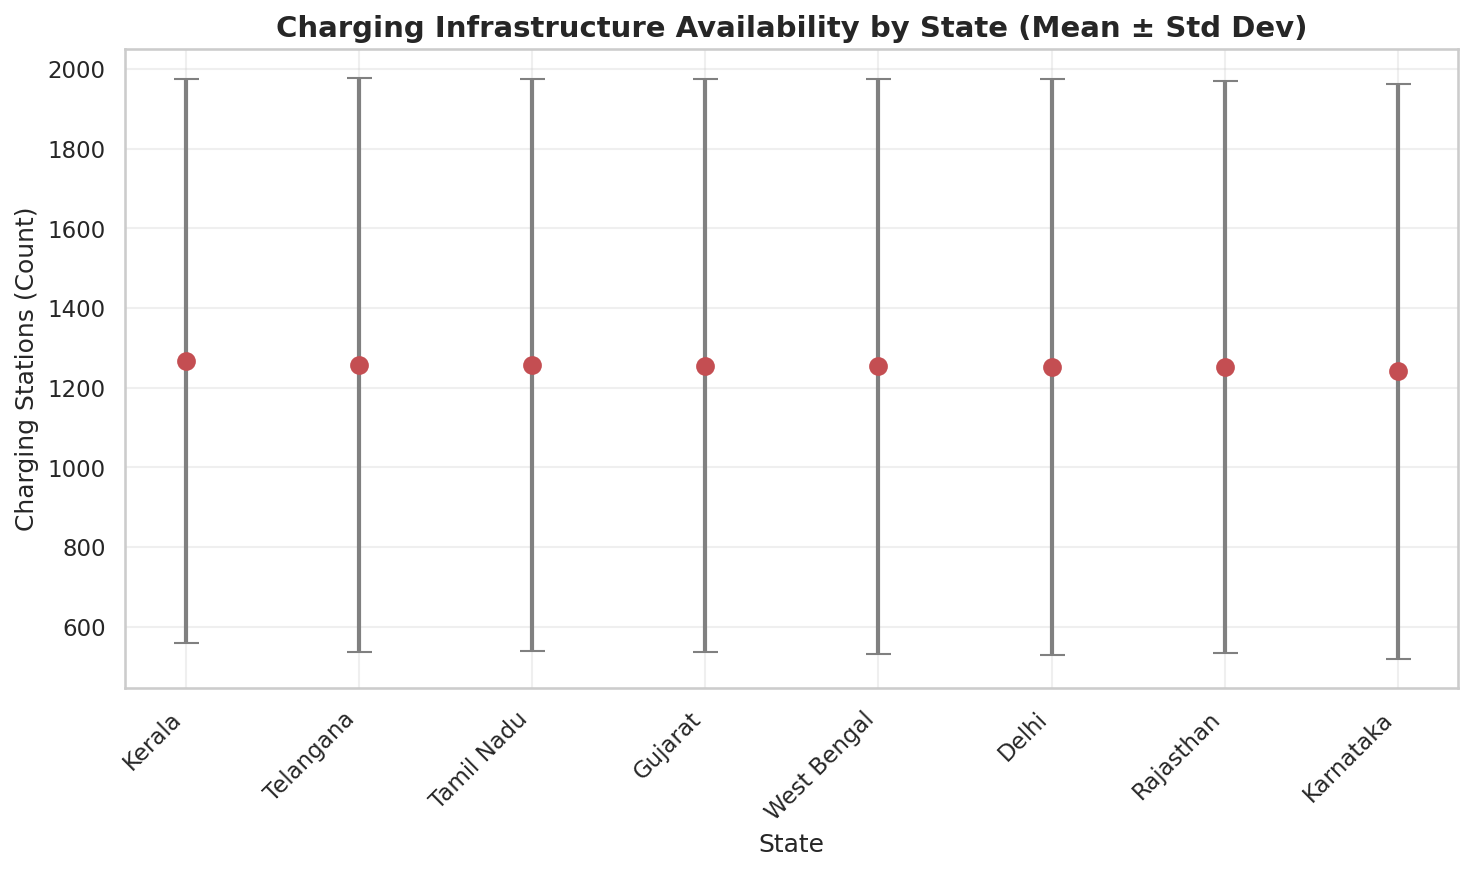 Charging Infrastructure Availability by State (Mean ± Std Dev)
Charging Stations (Count)
2000
1800
1600
1400
1200
1000
800
600
Kerala
Telangana
Tamil Nadu
Gujarat
West Bengal
Delhi
Rajasthan
Karnataka
State